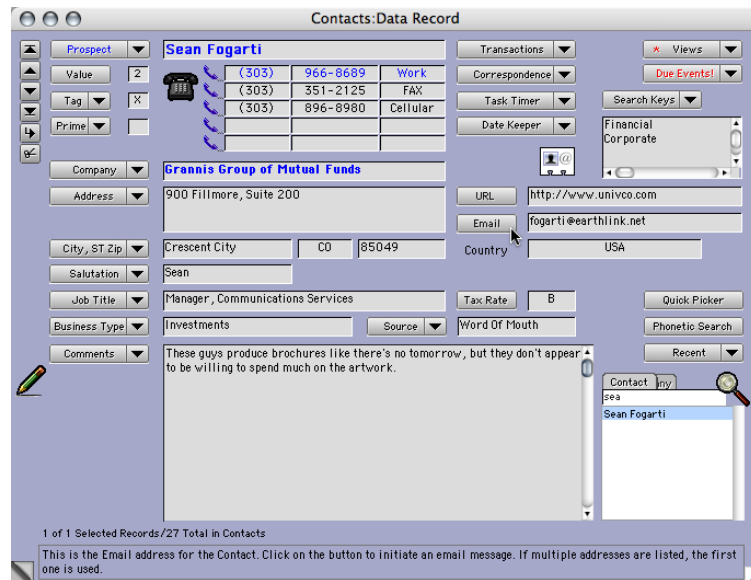 Contacts:Data Record
Prospect
Sean Fogarti
Transactions
* Views
Value
2
(303) 966-8689 Work
Correspondence
Due Events!
Tag
X
(303) 351-2125 FAX
Task Timer
Search Keys
(303) 896-8980 Cellular
Prime
Date Keeper
Financial
Corporate
@
Company
Grannis Group of Mutual Funds
Address
900 Fillmore, Suite 200
URL
http://www.univco.com
Email
fogarti@earthlink.net
City, ST Zip
Crescent City
CO
85049
Country
USA
Salutation
Sean
Job Title
Manager, Communications Services
Tax Rate
B
Quick Picker
Business Type
Investments
Source
Word Of Mouth
Phonetic Search
Comments
These guys produce brochures like there's no tomorrow, but they don't appear
to be willing to spend much on the artwork.
Recent
Contact
ny
sea
Sean Fogarti
1 of 1 Selected Records/27 Total in Contacts
This is the Email address for the Contact. Click on the button to initiate an email message. If multiple addresses are listed, the first
one is used.